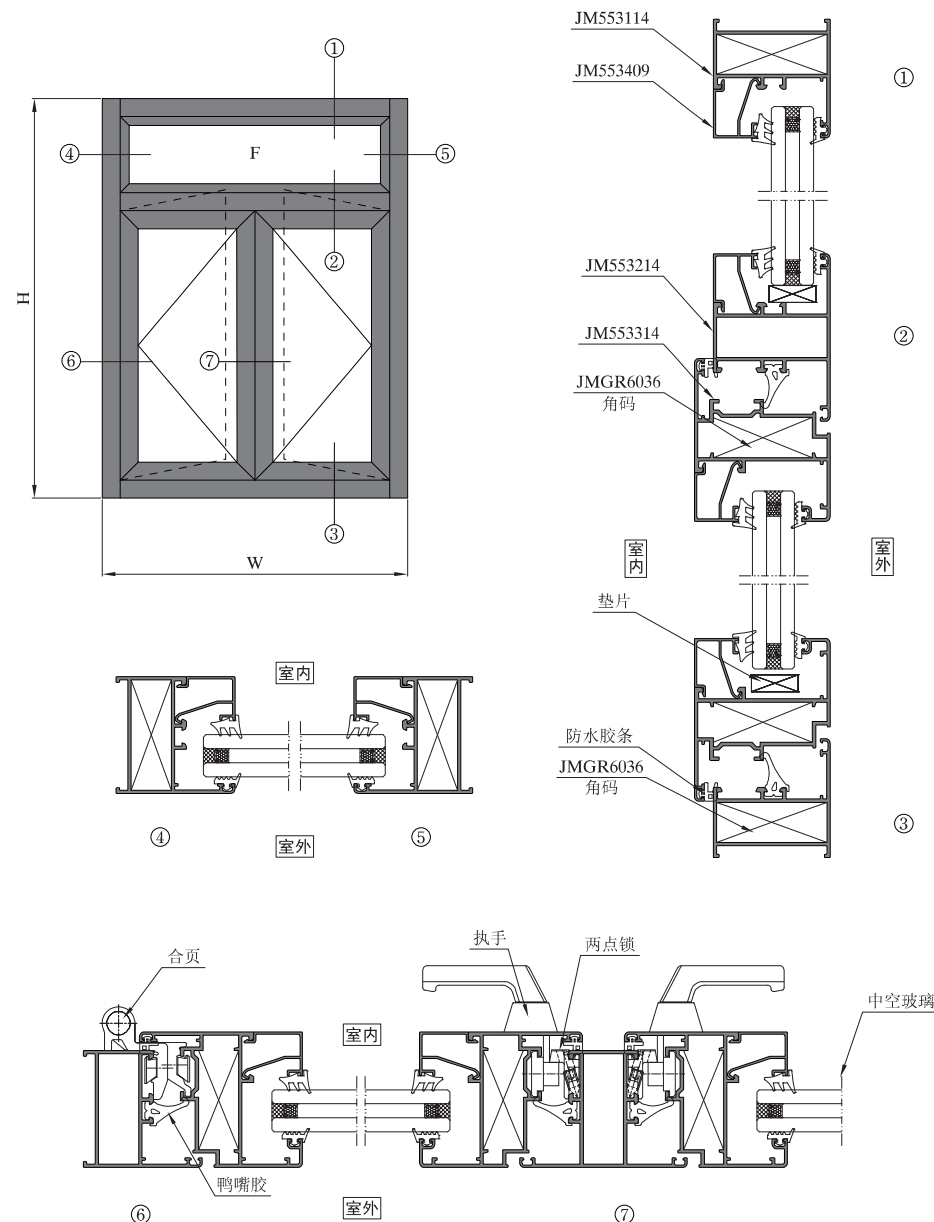 ①
④
F
⑤
②
H
⑥
⑦
③
W
JM553114
JM553409
①
JM553214
JM553314
JMGR6036
角码
②
室内
室外
垫片
防水胶条
JMGR6036
角码
③
室内
④
室外
⑤
合页
执手
两点锁
中空玻璃
室内
鸭嘴胶
⑥
室外
⑦